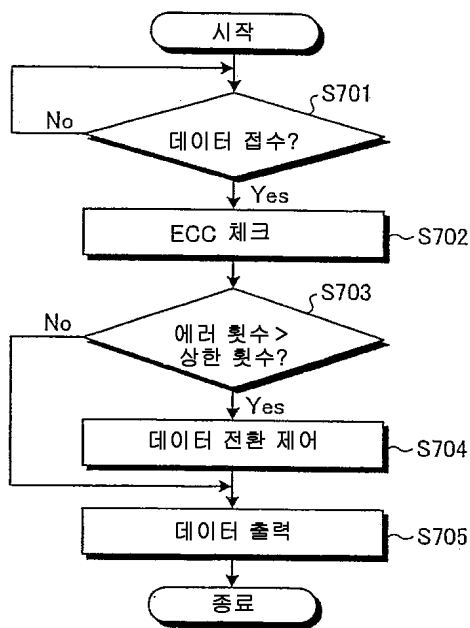 시작
S701
No
데이터 접수?
Yes
ECC 체크
S702
S703
No
에러 횟수 >
상한 횟수?
Yes
데이터 전환 제어
S704
데이터 출력
S705
종료